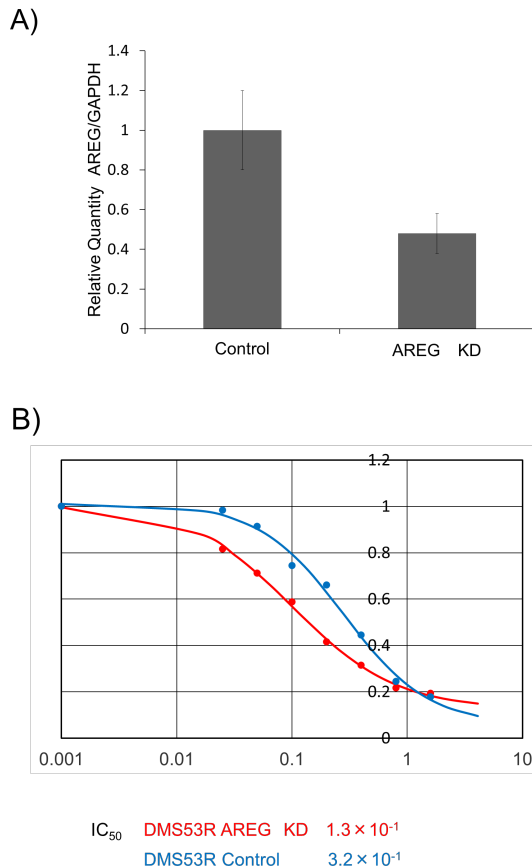 A)
Relative Quantity AREG/GAPDH
1.4
1.2
1
0.8
0.6
0.4
0.2
0
Control
AREG KD
B)
1.2
1
0.8
0.6
0.4
0.2
0
0.001
0.01
0.1
1
10
IC50 DMS53R AREG KD 1.3×10-1
DMS53R Control 3.2×10-1